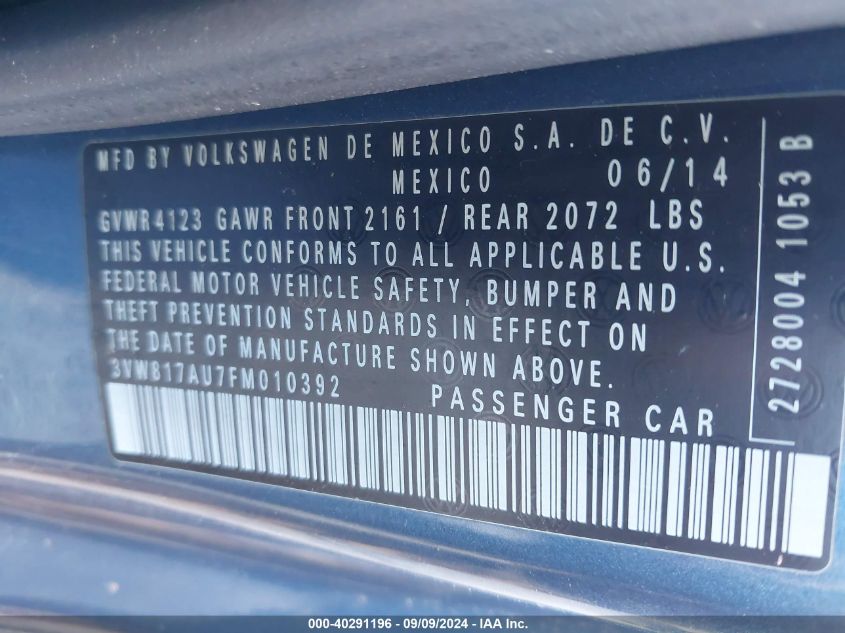 MFD BY VOLKSWAGEN DE MEXICO S.A. DE C.V.
MEXICO 06/14
GVWR 4123 GAWR FRONT 2161 / REAR 2072 LBS
THIS VEHICLE CONFORMS TO ALL APPLICABLE U.S.
FEDERAL MOTOR VEHICLE SAFETY, BUMPER AND
THEFT PREVENTION STANDARDS IN EFFECT ON
THE DATE OF MANUFACTURE SHOWN ABOVE.
3VW817AU7FM010392 PASSENGER CAR
2728004 1053 B
000-40291196 - 09/09/2024 - IAA Inc.